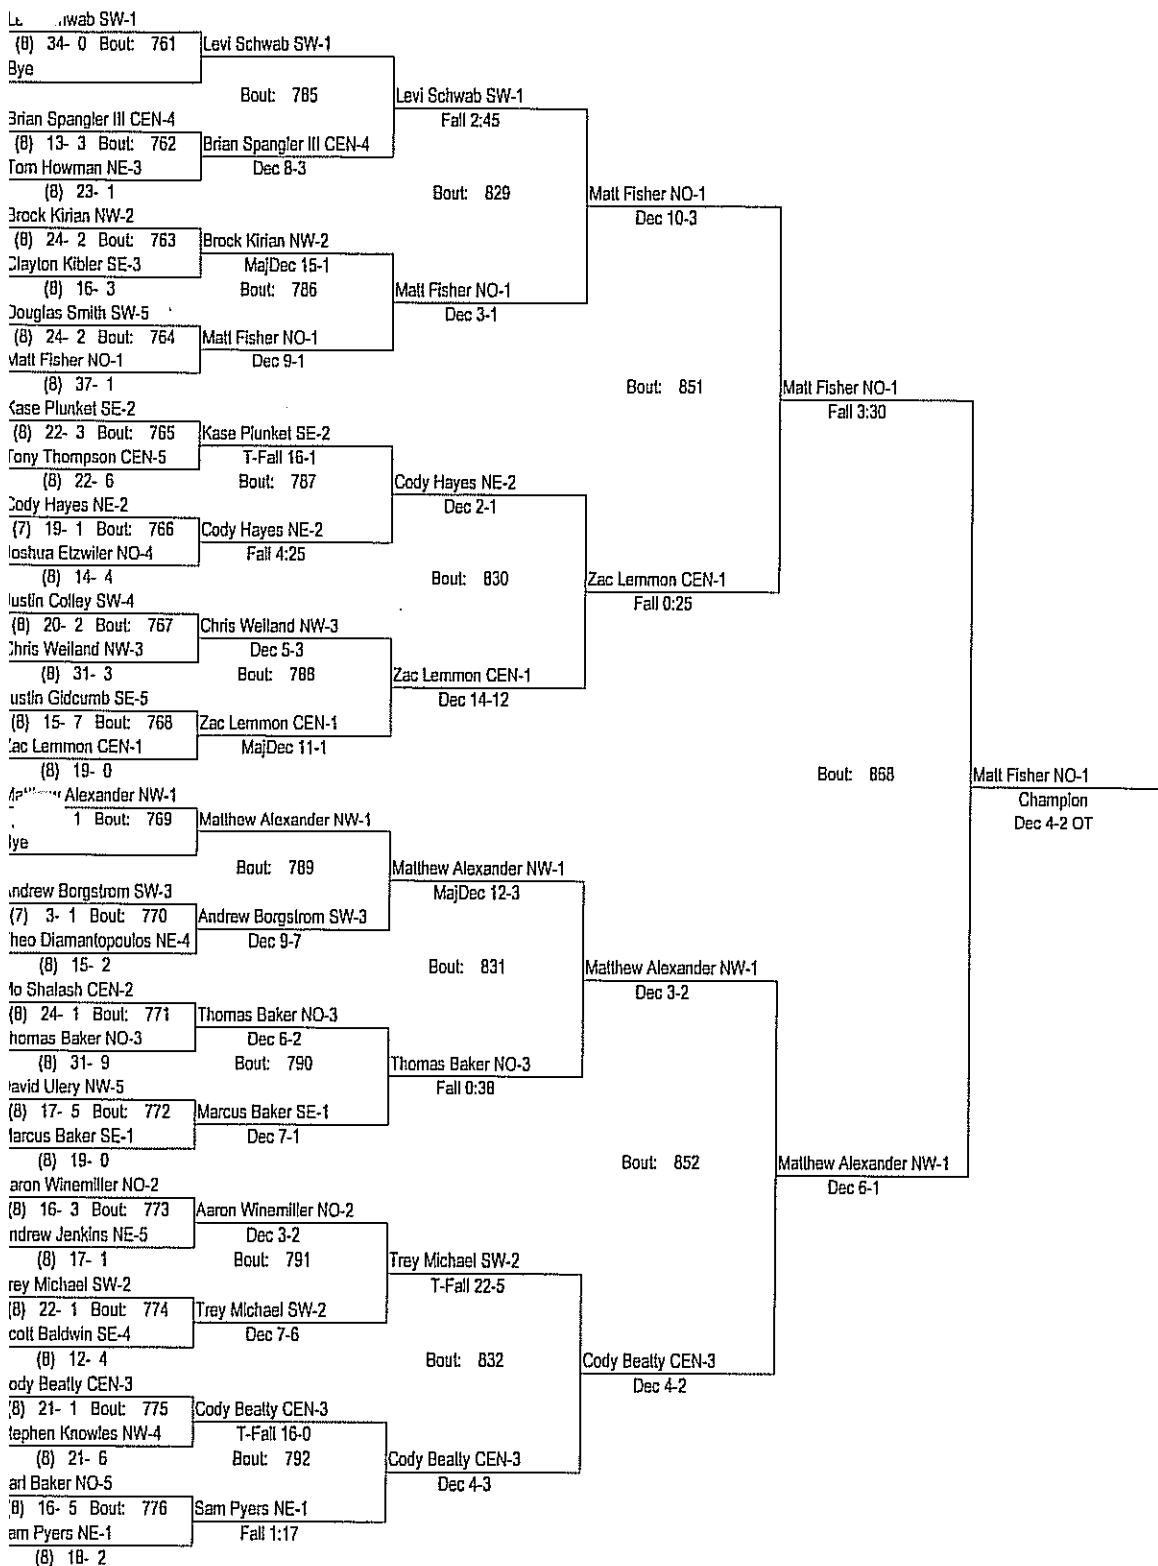 wab SW-1
(8) 34- 0 Bout: 761
Bye
Brian Spangler III CEN-4
(8) 13- 3 Bout: 762
Tom Howman NE-3
(8) 23- 1
Brock Kirian NW-2
(8) 24- 2 Bout: 763
Clayton Kibler SE-3
(8) 16- 3
Douglas Smith SW-5
(8) 24- 2 Bout: 764
Matt Fisher NO-1
(8) 37- 1
Kase Plunket SE-2
(8) 22- 3 Bout: 765
Tony Thompson CEN-5
(8) 22- 6
Cody Hayes NE-2
(7) 19- 1 Bout: 766
Joshua Etzwiler NO-4
(8) 14- 4
Justin Colley SW-4
(8) 20- 2 Bout: 767
Chris Weiland NW-3
(8) 31- 3
ustin Gidcumb SE-5
(8) 15- 7 Bout: 768
Zac Lemmon CEN-1
(8) 19- 0
Alexander NW-1
1 Bout: 769
Bye
Andrew Borgstrom SW-3
(7) 3- 1 Bout: 770
Theo Diamantopoulos NE-4
(8) 15- 2
Mo Shalash CEN-2
(8) 24- 1 Bout: 771
Thomas Baker NO-3
(8) 31- 9
David Ulery NW-5
(8) 17- 5 Bout: 772
Marcus Baker SE-1
(8) 19- 0
Aaron Winemiller NO-2
(8) 16- 3 Bout: 773
Andrew Jenkins NE-5
(8) 17- 1
Trey Michael SW-2
(8) 22- 1 Bout: 774
Scott Baldwin SE-4
(8) 12- 4
Cody Beatty CEN-3
(8) 21- 1 Bout: 775
Stephen Knowles NW-4
(8) 21- 6
arl Baker NO-5
(8) 16- 5 Bout: 776
Sam Pyers NE-1
(8) 18- 2
Levi Schwab SW-1
Bout: 785
Brian Spangler III CEN-4
Dec 8-3
Brock Kirian NW-2
MajDec 15-1
Bout: 786
Matt Fisher NO-1
Dec 9-1
Kase Plunket SE-2
T-Fall 16-1
Bout: 787
Cody Hayes NE-2
Fall 4:25
Chris Weiland NW-3
Dec 5-3
Bout: 788
Zac Lemmon CEN-1
MajDec 11-1
Matthew Alexander NW-1
Bout: 789
Andrew Borgstrom SW-3
Dec 9-7
Thomas Baker NO-3
Dec 6-2
Bout: 790
Marcus Baker SE-1
Dec 7-1
Aaron Winemiller NO-2
Dec 3-2
Bout: 791
Trey Michael SW-2
Dec 7-6
Cody Beatty CEN-3
T-Fall 16-0
Bout: 792
Sam Pyers NE-1
Fall 1:17
Levi Schwab SW-1
Fall 2:45
Bout: 829
Matt Fisher NO-1
Dec 3-1
Cody Hayes NE-2
Dec 2-1
Bout: 830
Zac Lemmon CEN-1
Dec 14-12
Matthew Alexander NW-1
MajDec 12-3
Bout: 831
Thomas Baker NO-3
Fall 0:38
Trey Michael SW-2
T-Fall 22-5
Bout: 832
Cody Beatty CEN-3
Dec 4-3
Matt Fisher NO-1
Dec 10-3
Bout: 851
Zac Lemmon CEN-1
Fall 0:25
Matthew Alexander NW-1
Dec 3-2
Bout: 852
Cody Beatty CEN-3
Dec 4-2
Matt Fisher NO-1
Fall 3:30
Bout: 868
Matthew Alexander NW-1
Dec 6-1
Matt Fisher NO-1
Champion
Dec 4-2 OT